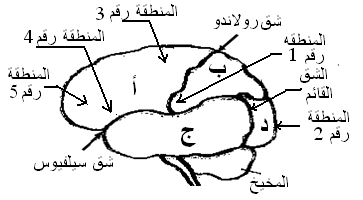 المنطقة
رقم 3
شق رولاندو
المنطقه
رقم 1
المنطقة
رقم 4
الشق
القائم
المنطقة
رقم 5
المنطقة
رقم 2
أ
ب
ج
د
شق سيلفيوس
المخيخ